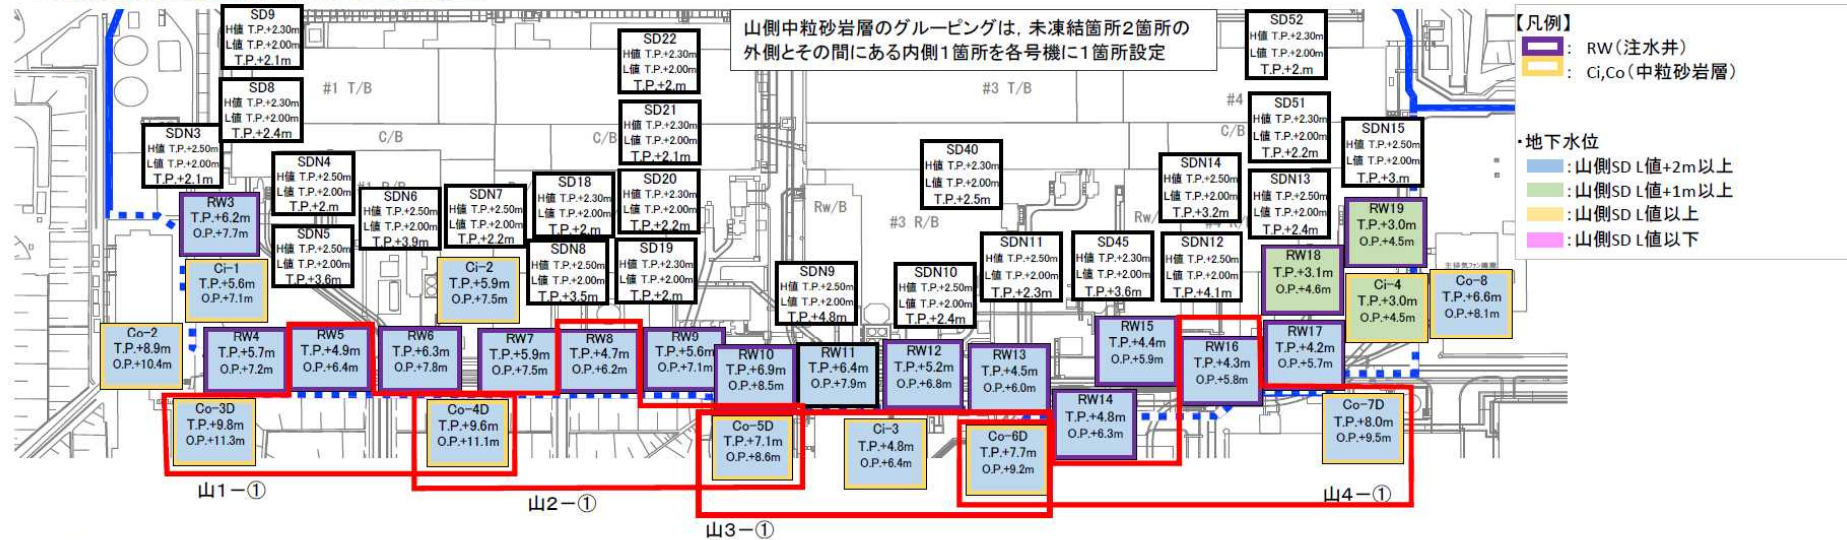 山側中粒砂岩層のグルーピングは，未凍結箇所2箇所の
外側とその間にある内側1箇所を各号機に1箇所設定
【凡例】
： RW(注水井)
： Ci,Co(中粒砂岩層)
・地下水位
：山側SD L値+2m以上
：山側SD L値+1m以上
：山側SD L値以上
：山側SD L値以下
SD9
H値 T.P.+2.30m
L値 T.P.+2.00m
T.P.+2.1m
SD8
H値 T.P.+2.30m
L値 T.P.+2.00m
T.P.+2.4m
SDN3
H値 T.P.+2.50m
L値 T.P.+2.00m
T.P.+2.1m
SDN4
H値 T.P.+2.50m
L値 T.P.+2.00m
T.P.+2.m
SDN5
H値 T.P.+2.50m
L値 T.P.+2.00m
T.P.+3.6m
SDN6
H値 T.P.+2.50m
L値 T.P.+2.00m
T.P.+3.9m
SDN7
H値 T.P.+2.50m
L値 T.P.+2.00m
T.P.+2.2m
SD18
H値 T.P.+2.30m
L値 T.P.+2.00m
T.P.+2.m
SDN8
H値 T.P.+2.50m
L値 T.P.+2.00m
T.P.+3.5m
SD22
H値 T.P.+2.30m
L値 T.P.+2.00m
T.P.+2.m
SD21
H値 T.P.+2.30m
L値 T.P.+2.00m
T.P.+2.1m
SD20
H値 T.P.+2.30m
L値 T.P.+2.00m
T.P.+2.2m
SD19
H値 T.P.+2.30m
L値 T.P.+2.00m
T.P.+2.m
SDN9
H値 T.P.+2.50m
L値 T.P.+2.00m
T.P.+4.8m
SD40
H値 T.P.+2.30m
L値 T.P.+2.00m
T.P.+2.5m
SDN10
H値 T.P.+2.50m
L値 T.P.+2.00m
T.P.+2.4m
SDN11
H値 T.P.+2.50m
L値 T.P.+2.00m
T.P.+2.3m
SD45
H値 T.P.+2.30m
L値 T.P.+2.00m
T.P.+3.6m
SDN14
H値 T.P.+2.50m
L値 T.P.+2.00m
T.P.+3.2m
SDN12
H値 T.P.+2.50m
L値 T.P.+2.00m
T.P.+4.1m
SD52
H値 T.P.+2.30m
L値 T.P.+2.00m
T.P.+2.m
SD51
H値 T.P.+2.30m
L値 T.P.+2.00m
T.P.+2.2m
SDN13
H値 T.P.+2.50m
L値 T.P.+2.00m
T.P.+2.4m
SDN15
H値 T.P.+2.50m
L値 T.P.+2.00m
T.P.+3.m
#1 T/B
C/B
C/B
#3 T/B
#4
C/B
Rw/B
#3 R/B
Rw/
RW3
T.P.+6.2m
O.P.+7.7m
Ci-1
T.P.+5.6m
O.P.+7.1m
Ci-2
T.P.+5.9m
O.P.+7.5m
RW18
T.P.+3.1m
O.P.+4.6m
RW19
T.P.+3.0m
O.P.+4.5m
Ci-4
T.P.+3.0m
O.P.+4.5m
Co-8
T.P.+6.6m
O.P.+8.1m
Co-2
T.P.+8.9m
O.P.+10.4m
RW4
T.P.+5.7m
O.P.+7.2m
RW5
T.P.+4.9m
O.P.+6.4m
RW6
T.P.+6.3m
O.P.+7.8m
RW7
T.P.+5.9m
O.P.+7.5m
RW8
T.P.+4.7m
O.P.+6.2m
RW9
T.P.+5.6m
O.P.+7.1m
RW10
T.P.+6.9m
O.P.+8.5m
RW11
T.P.+6.4m
O.P.+7.9m
RW12
T.P.+5.2m
O.P.+6.8m
RW13
T.P.+4.5m
O.P.+6.0m
RW15
T.P.+4.4m
O.P.+5.9m
RW14
T.P.+4.8m
O.P.+6.3m
RW16
T.P.+4.3m
O.P.+5.8m
RW17
T.P.+4.2m
O.P.+5.7m
Co-3D
T.P.+9.8m
O.P.+11.3m
Co-4D
T.P.+9.6m
O.P.+11.1m
Co-5D
T.P.+7.1m
O.P.+8.6m
Ci-3
T.P.+4.8m
O.P.+6.4m
Co-6D
T.P.+7.7m
O.P.+9.2m
Co-7D
T.P.+8.0m
O.P.+9.5m
山1-①
山2-①
山3-①
山4-①